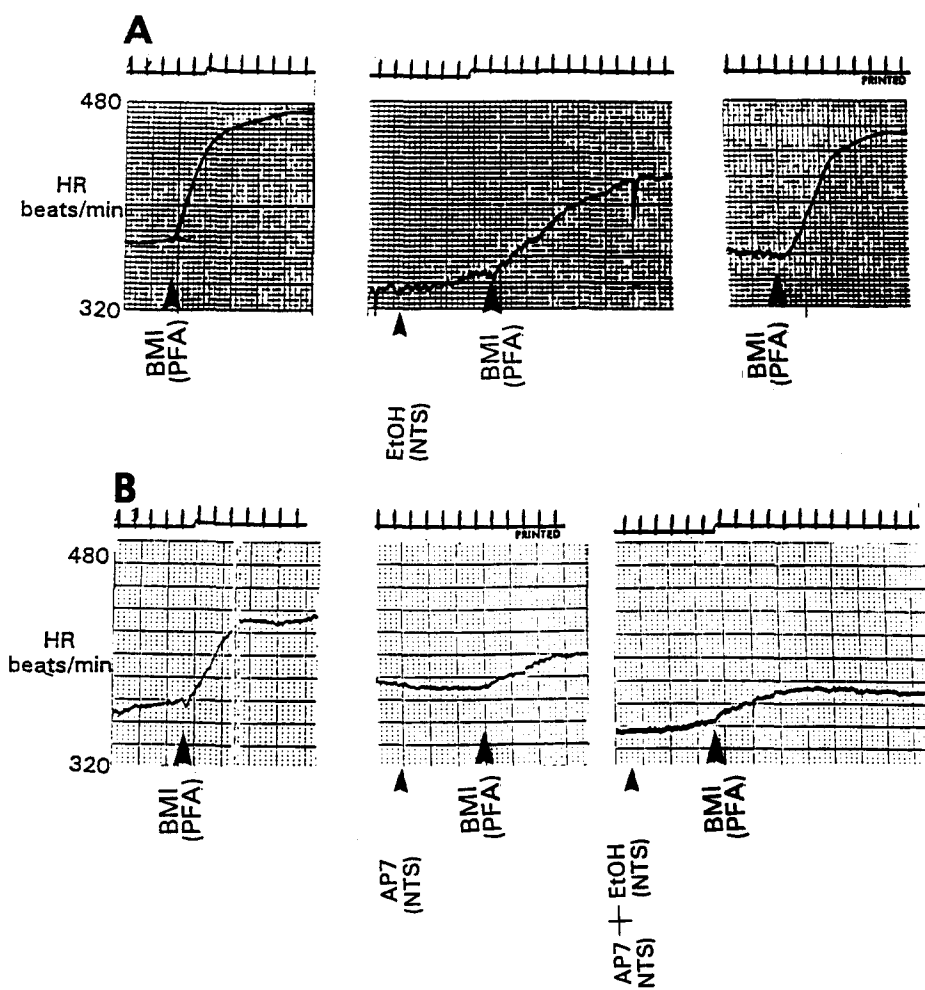 A
PRINTED
480
HR
beats/min
320
BMI
(PFA)
EtOH
(NTS)
BMI
(PFA)
BMI
(PFA)
B
PRINTED
480
HR
beats/min
320
BMI
(PFA)
AP7
(NTS)
BMI
(PFA)
AP7 + EtOH
NTS) (NTS)
BMI
(PFA)